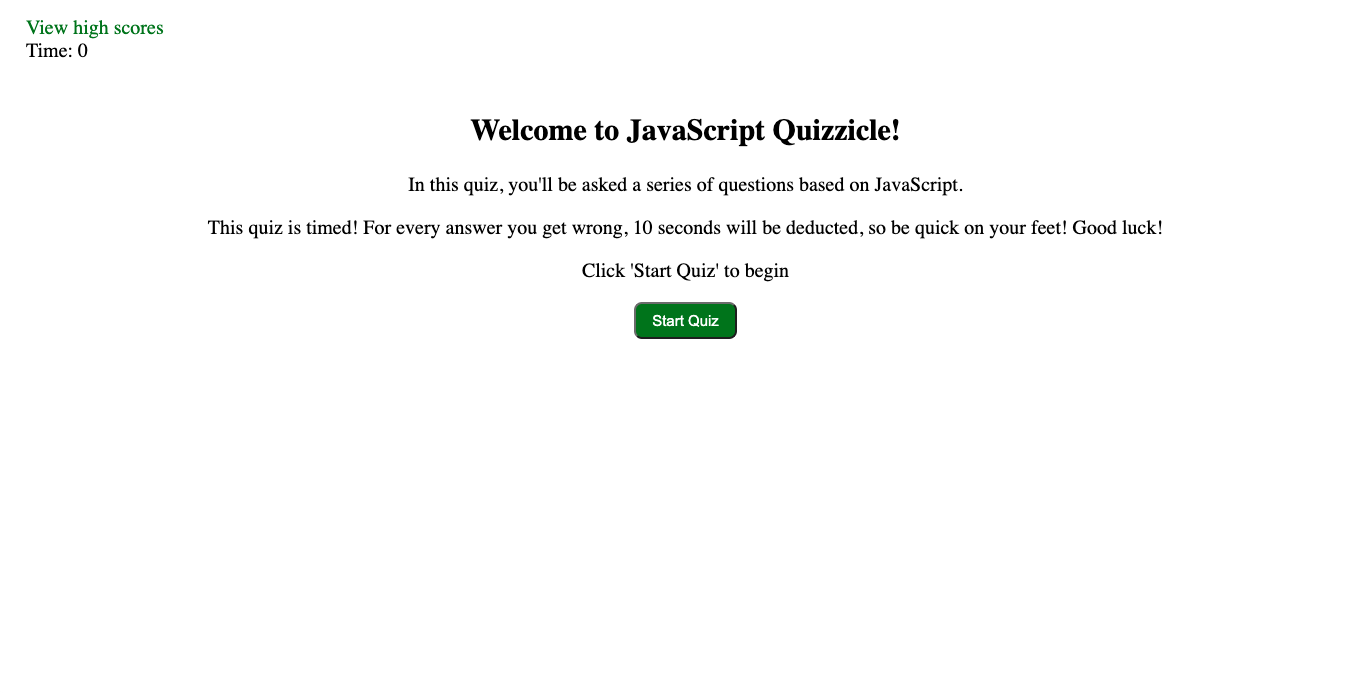 View high scores
Time: 0
Welcome to JavaScript Quizzicle!
In this quiz, you'll be asked a series of questions based on JavaScript.
This quiz is timed! For every answer you get wrong, 10 seconds will be deducted, so be quick on your feet! Good luck!
Click 'Start Quiz' to begin
Start Quiz